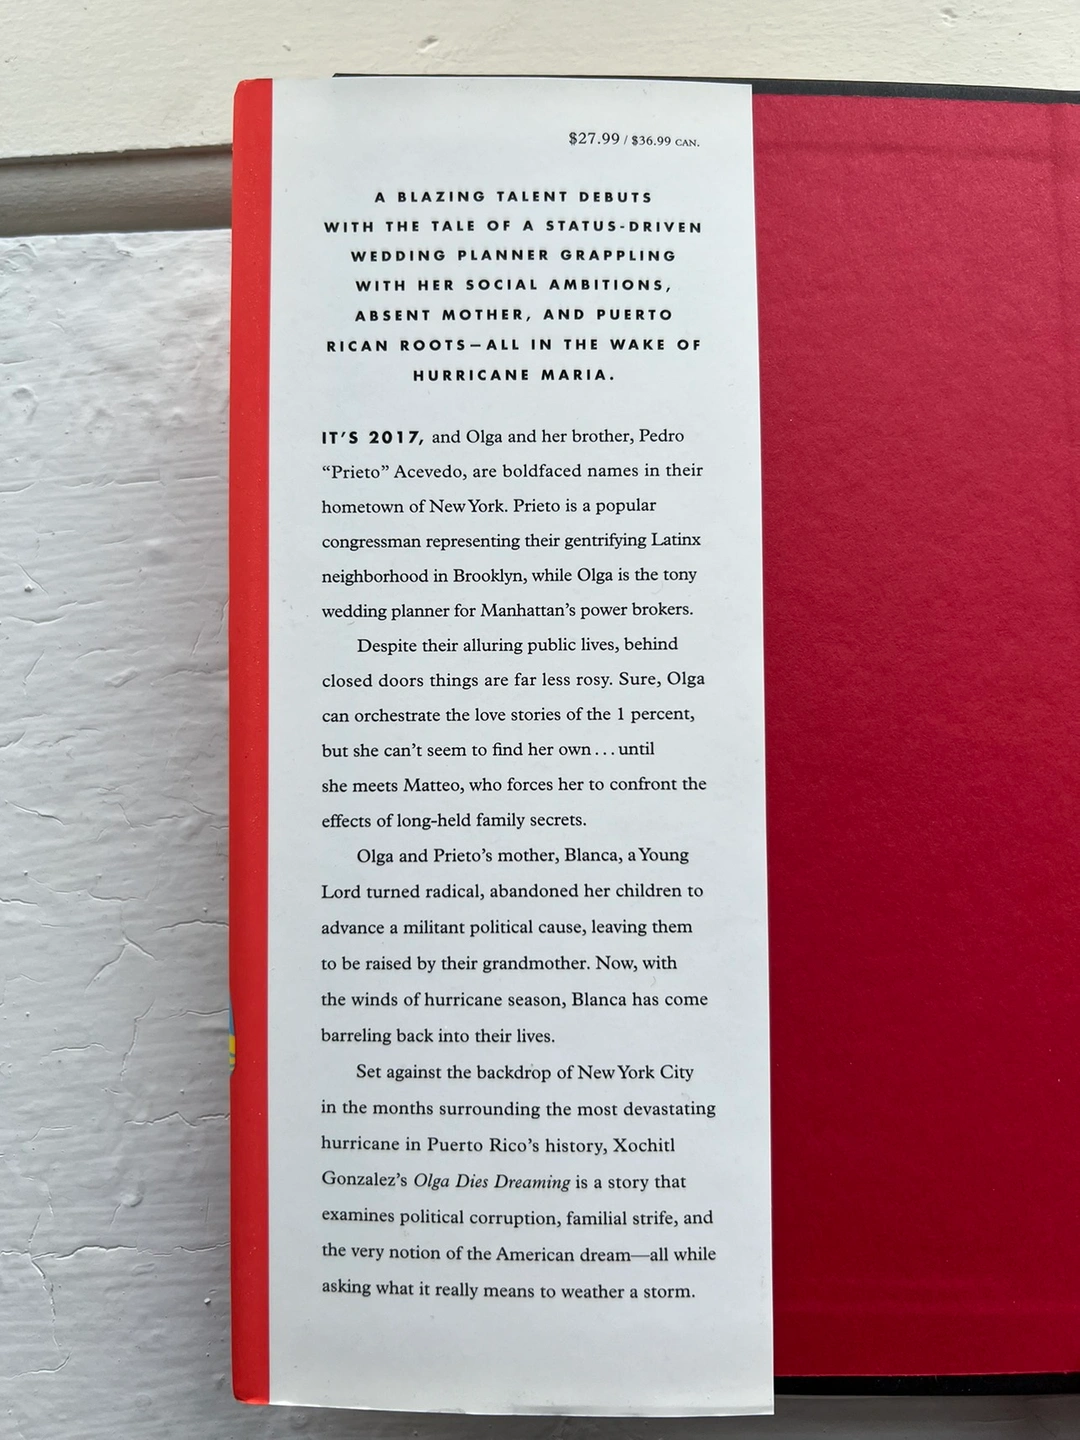 $27.99 / $36.99 CAN.
A BLAZING TALENT DEBUTS
WITH THE TALE OF A STATUS-DRIVEN
WEDDING PLANNER GRAPPLING
WITH HER SOCIAL AMBITIONS,
ABSENT MOTHER, AND PUERTO
RICAN ROOTS—ALL IN THE WAKE OF
HURRICANE MARIA.
IT’S 2017, and Olga and her brother, Pedro
“Prieto” Acevedo, are boldfaced names in their
hometown of New York. Prieto is a popular
congressman representing their gentrifying Latinx
neighborhood in Brooklyn, while Olga is the tony
wedding planner for Manhattan’s power brokers.
Despite their alluring public lives, behind
closed doors things are far less rosy. Sure, Olga
can orchestrate the love stories of the 1 percent,
but she can’t seem to find her own . . . until
she meets Matteo, who forces her to confront the
effects of long-held family secrets.
Olga and Prieto’s mother, Blanca, a Young
Lord turned radical, abandoned her children to
advance a militant political cause, leaving them
to be raised by their grandmother. Now, with
the winds of hurricane season, Blanca has come
barreling back into their lives.
Set against the backdrop of New York City
in the months surrounding the most devastating
hurricane in Puerto Rico’s history, Xochitl
Gonzalez’s Olga Dies Dreaming is a story that
examines political corruption, familial strife, and
the very notion of the American dream—all while
asking what it really means to weather a storm.